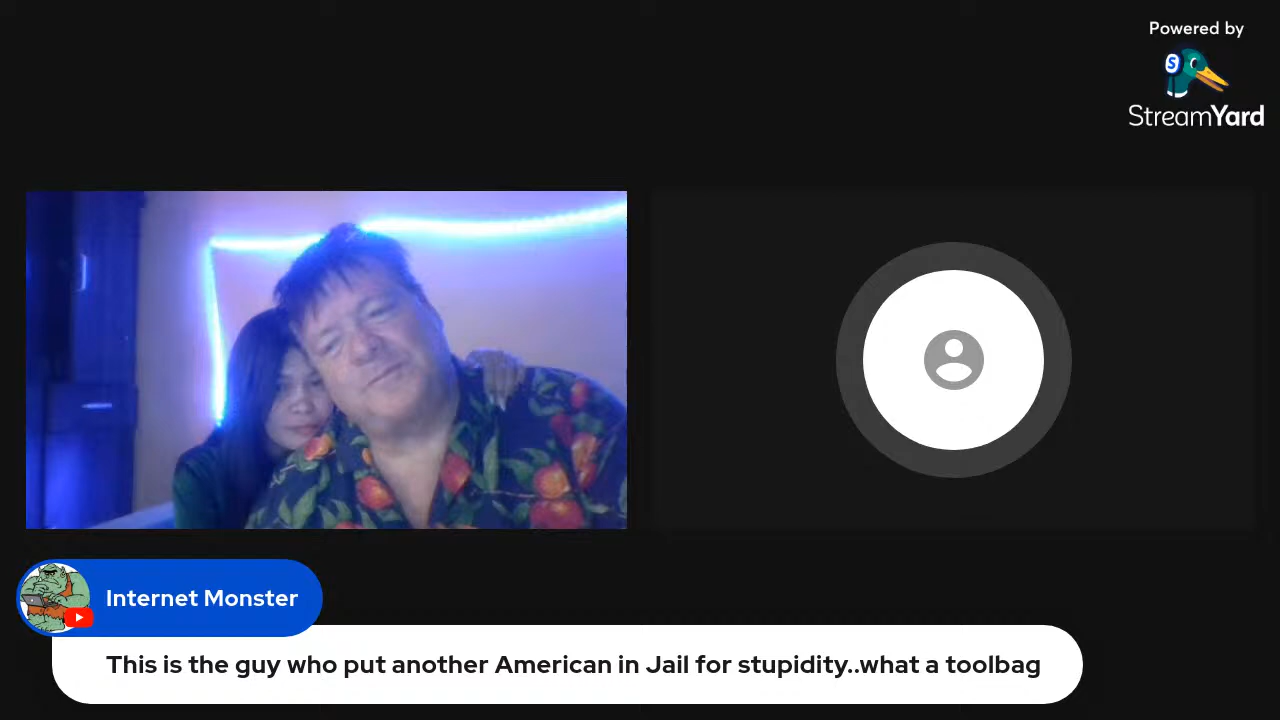 Powered by
S
StreamYard
Internet Monster
This is the guy who put another American in Jail for stupidity..what a toolbag